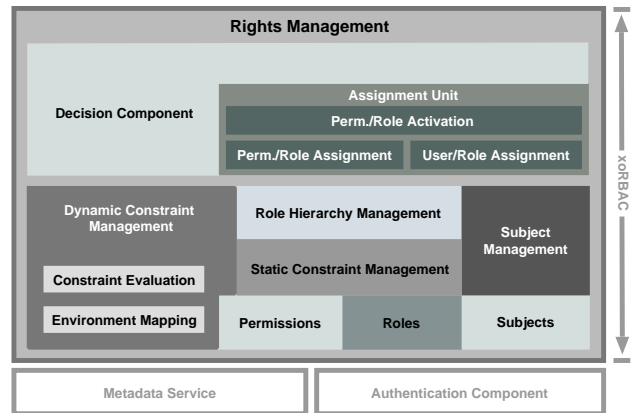 Rights Management
Decision Component
Assignment Unit
Perm./Role Activation
Perm./Role Assignment
User/Role Assignment
xoRBAC
Dynamic Constraint
Management
Role Hierarchy Management
Subject
Management
Static Constraint Management
Constraint Evaluation
Environment Mapping
Permissions
Roles
Subjects
Metadata Service
Authentication Component